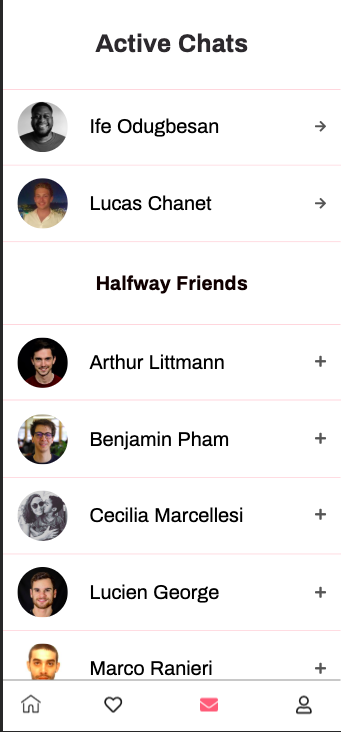 Active Chats
Ife Odugbesan
Lucas Chanet
Halfway Friends
Arthur Littmann
Benjamin Pham
Cecilia Marcellesi
Lucien George
Marco Ranieri